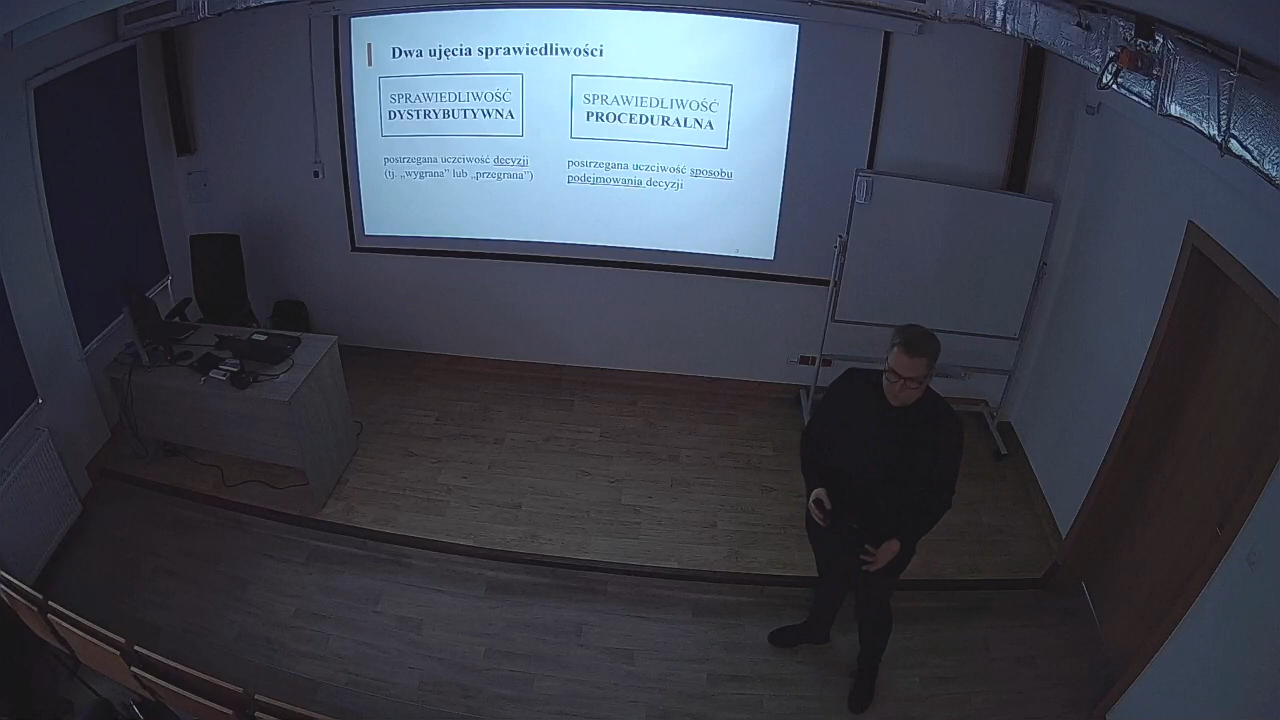 Dwa ujęcia sprawiedliwości
SPRAWIEDLIWOŚĆ
DYSTRYBUTYWNA
postrzegana uczciwość decyzji
(tj. „wygrana” lub „przegrana”)
SPRAWIEDLIWOŚĆ
PROCEDURALNA
postrzegana uczciwość sposobu
podejmowania decyzji